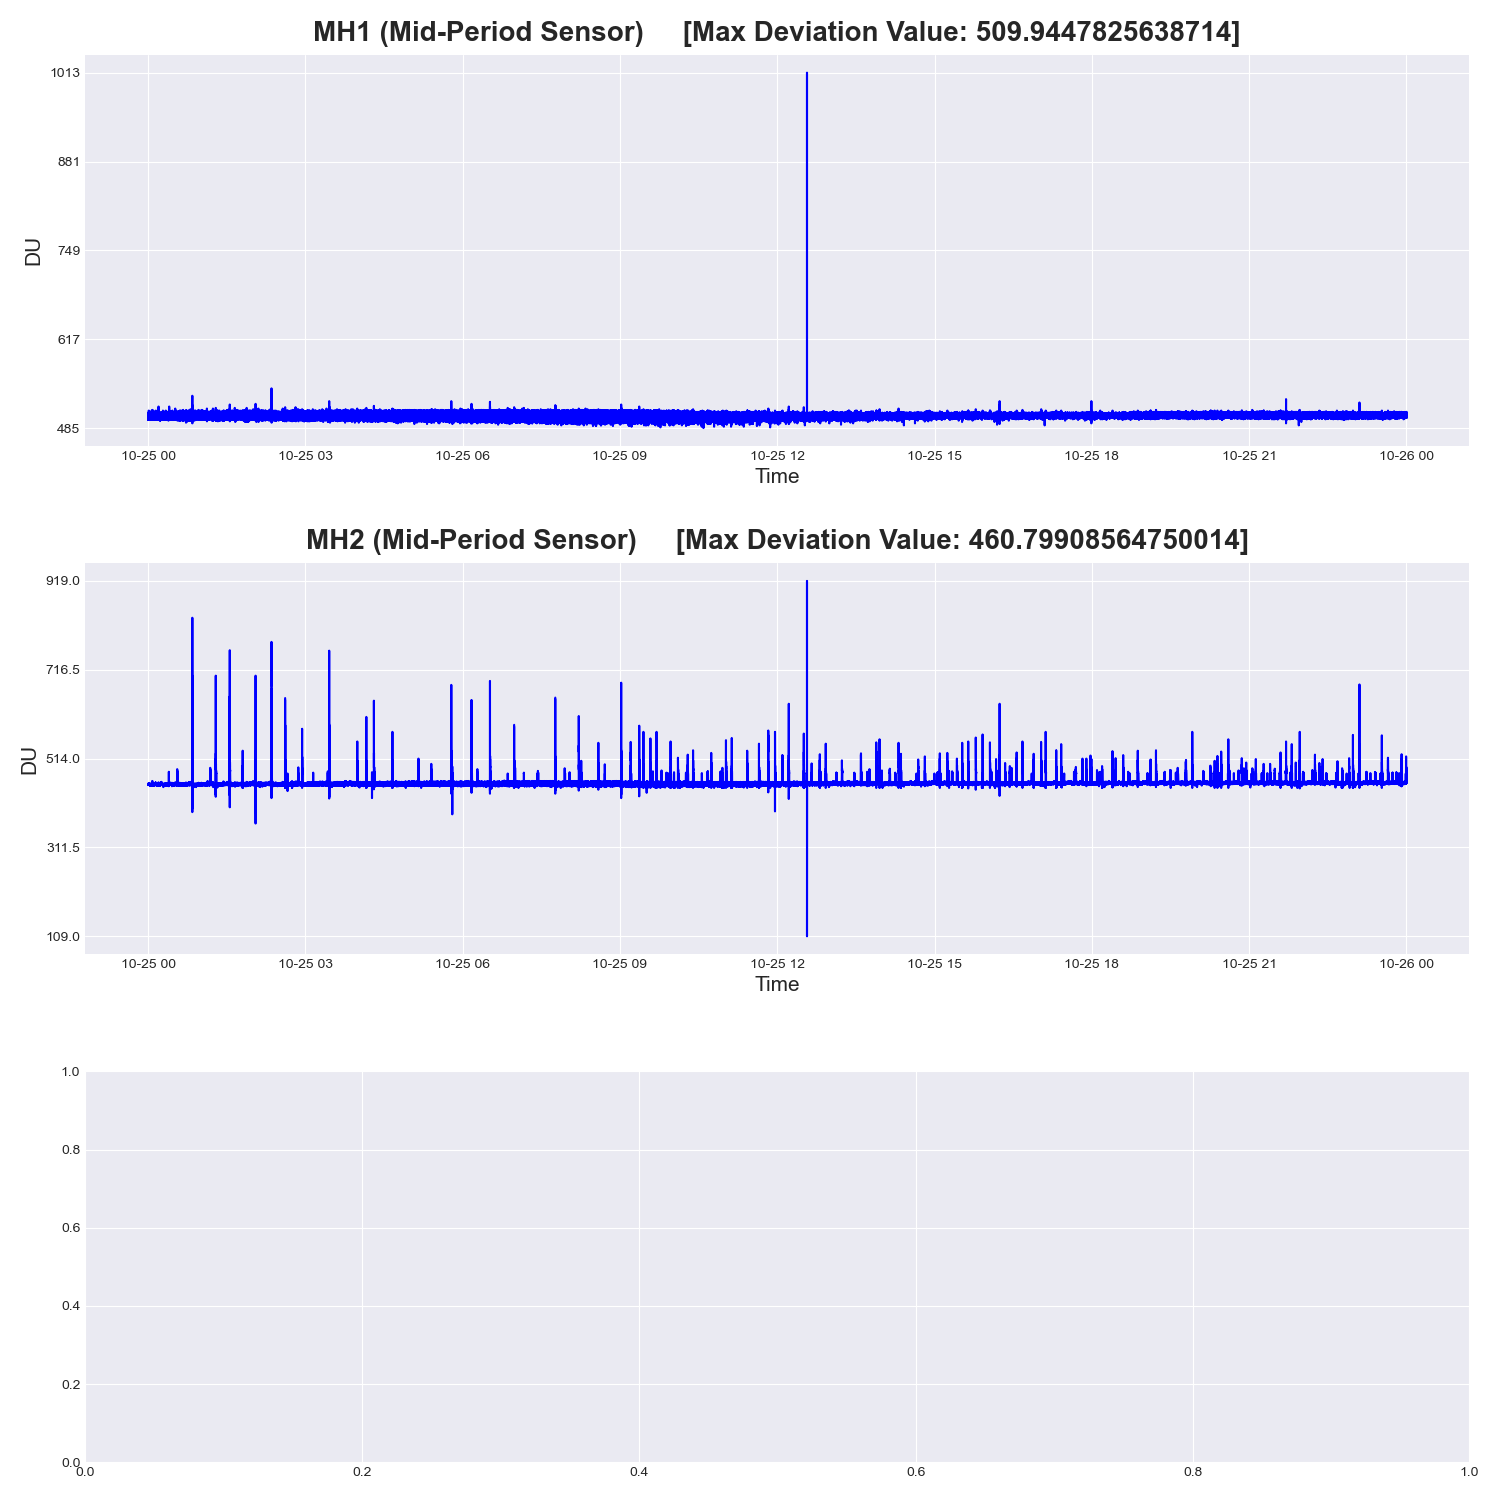 MH1 (Mid-Period Sensor) [Max Deviation Value: 509.9447825638714]
1013
881
749
617
485
DU
10-25 00 10-25 03 10-25 06 10-25 09 10-25 12 10-25 15 10-25 18 10-25 21 10-26 00
Time
MH2 (Mid-Period Sensor) [Max Deviation Value: 460.79908564750014]
919.0
716.5
514.0
311.5
109.0
DU
10-25 00 10-25 03 10-25 06 10-25 09 10-25 12 10-25 15 10-25 18 10-25 21 10-26 00
Time
1.0
0.8
0.6
0.4
0.2
0.0
0.0 0.2 0.4 0.6 0.8 1.0